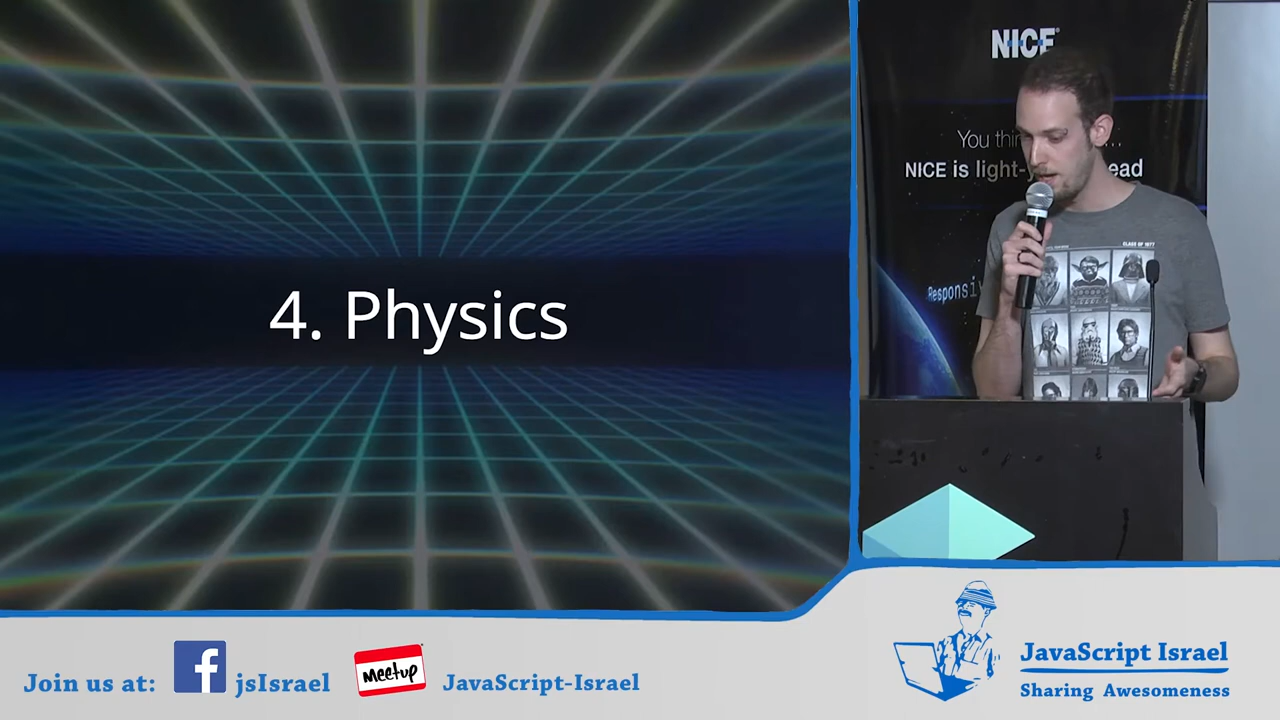 4. Physics
NICE
You thin
...
NICE is light-y
ead
Responsi
CLASS OF 1977
Join us at:
jsIsrael
meetup
JavaScript-Israel
JavaScript Israel
Sharing Awesomeness